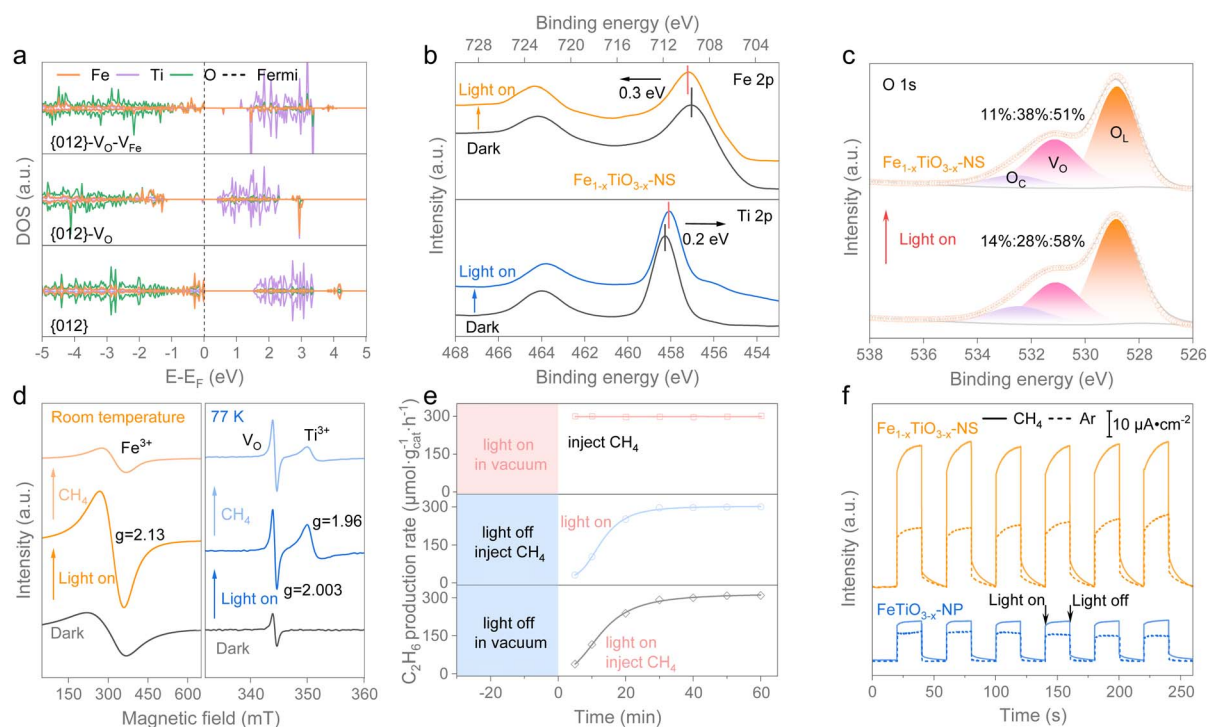 a
Fe Ti O Fermi
{012}-VO-VFe
{012}-VO
{012}
DOS (a.u.)
-5 -4 -3 -2 -1 0 1 2 3 4 5
E-EF (eV)
b
Binding energy (eV)
728 724 720 716 712 708 704
Light on
0.3 eV
Fe 2p
Dark
Fe1-xTiO3-x-NS
Ti 2p
0.2 eV
Light on
Dark
Intensity (a.u.)
468 466 464 462 460 458 456 454
Binding energy (eV)
c
O 1s
11%:38%:51%
OL
VO
OC
Fe1-xTiO3-x-NS
Light on
14%:28%:58%
Intensity (a.u.)
538 536 534 532 530 528 526
Binding energy (eV)
d
Room temperature
Fe3+
CH4
g=2.13
Light on
Dark
77 K
VO
Ti3+
CH4
g=1.96
g=2.003
Light on
Dark
Intensity (a.u.)
150 300 450 600
340 350 360
Magnetic field (mT)
e
C2H6 production rate (μmol·g-1cat·h-1)
300
150
0
light on
in vacuum
inject CH4
300
150
0
light off
inject CH4
light on
300
150
0
light off
in vacuum
light on
inject CH4
-30 -20 0 10 20 30 40 50 60
Time (min)
f
CH4 Ar
10 μA•cm-2
Fe1-xTiO3-x-NS
FeTiO3-x-NP
Light on
Light off
Intensity (a.u.)
0 50 100 150 200 250
Time (s)